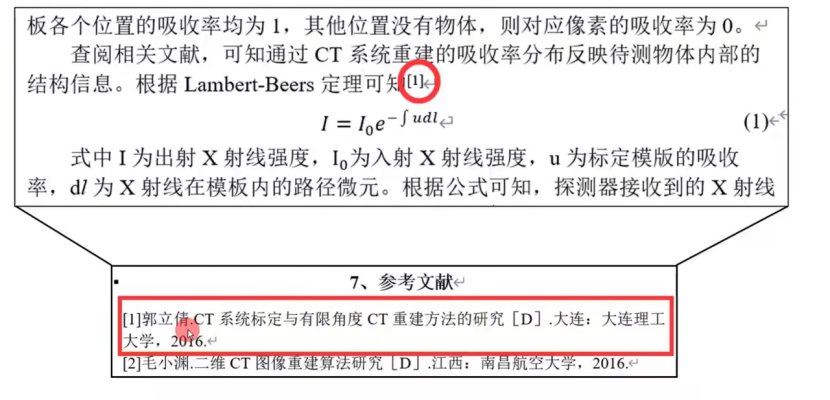 板各个位置的吸收率均为 1，其他位置没有物体，则对应像素的吸收率为 0。
查阅相关文献，可知通过 CT 系统重建的吸收率分布反映待测物体内部的
结构信息。根据 Lambert-Beers 定理可知[1]
I = I₀e^{-∫udl} (1)
式中 I 为出射 X 射线强度，I₀为入射 X 射线强度，u 为标定模版的吸收
率，dl 为 X 射线在模板内的路径微元。根据公式可知，探测器接收到的 X 射线
7、参考文献
[1]郭立倩.CT 系统标定与有限角度 CT 重建方法的研究［D］.大连：大连理工
大学，2016.
[2]毛小渊.二维 CT 图像重建算法研究［D］.江西：南昌航空大学，2016.